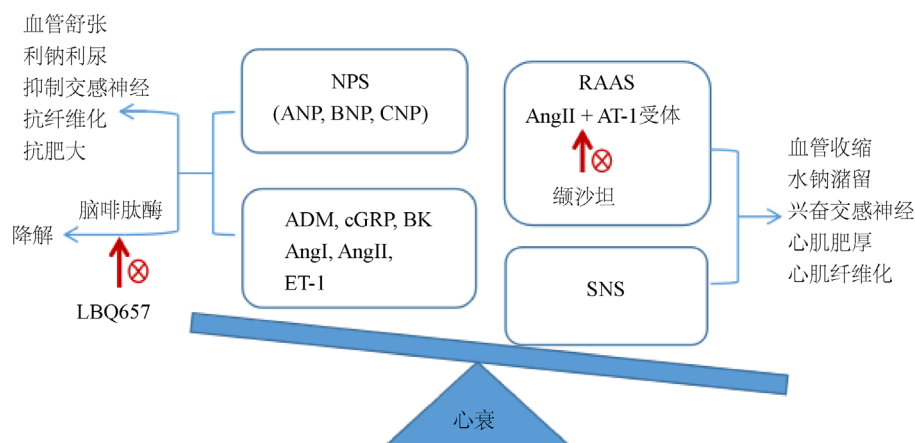 血管舒张
利钠利尿
抑制交感神经
抗纤维化
抗肥大
脑啡肽酶
降解
LBQ657
NPS
(ANP, BNP, CNP)
ADM, cGRP, BK
AngI, AngII,
ET-1
RAAS
AngII + AT-1受体
缬沙坦
SNS
血管收缩
水钠潴留
兴奋交感神经
心肌肥厚
心肌纤维化
心衰